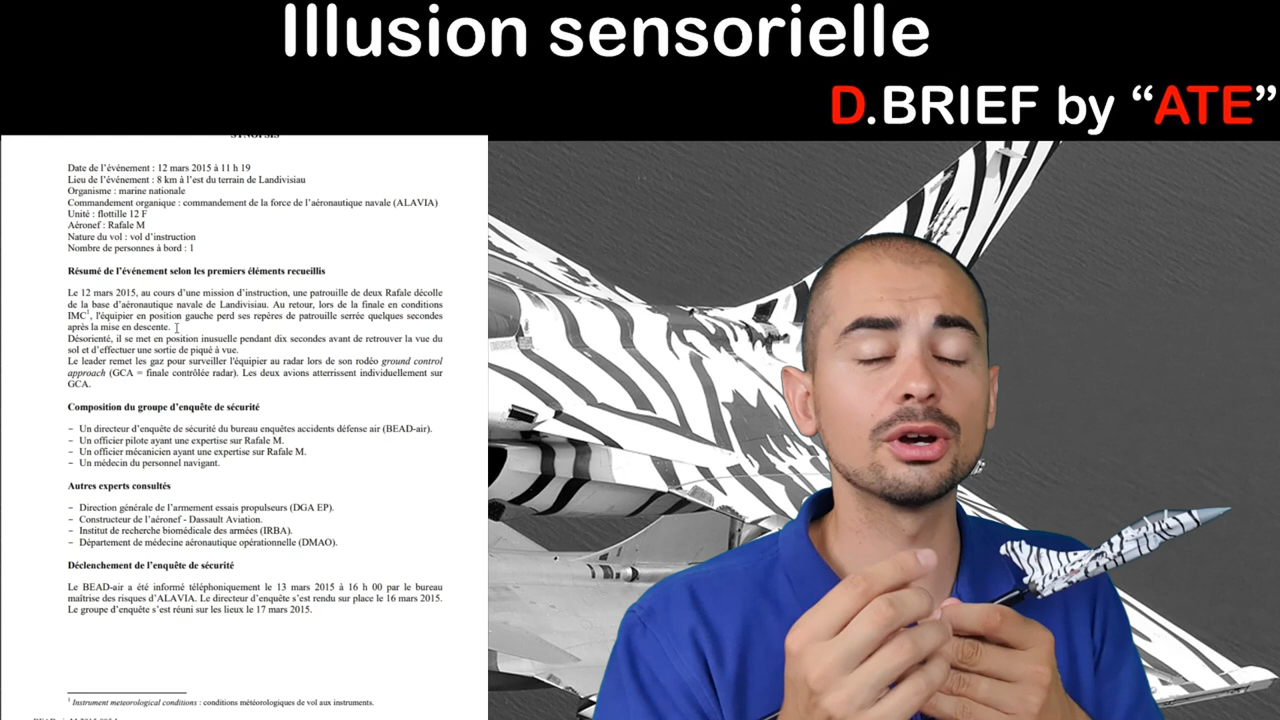 Illusion sensorielle
D.BRIEF by “ATE”
SYNOPSIS
Date de l’événement : 12 mars 2015 à 11 h 19
Lieu de l’événement : 8 km à l’est du terrain de Landivisiau
Organisme : marine nationale
Commandement organique : commandement de la force de l’aéronautique navale (ALAVIA)
Unité : flottille 12 F
Aéronef : Rafale M
Nature du vol : vol d’instruction
Nombre de personnes à bord : 1
Résumé de l’événement selon les premiers éléments recueillis
Le 12 mars 2015, au cours d’une mission d’instruction, une patrouille de deux Rafale décolle
de la base d’aéronautique navale de Landivisiau. Au retour, lors de la finale en conditions
IMC1, l'équipier en position gauche perd ses repères de patrouille serrée quelques secondes
après la mise en descente.
Désorienté, il se met en position inusuelle pendant dix secondes avant de retrouver la vue du
sol et d’effectuer une sortie de piqué à vue.
Le leader remet les gaz pour surveiller l'équipier au radar lors de son rodéo ground control
approach (GCA = finale contrôlée radar). Les deux avions atterrissent individuellement sur
GCA.
Composition du groupe d’enquête de sécurité
− Un directeur d’enquête de sécurité du bureau enquêtes accidents défense air (BEAD-air).
− Un officier pilote ayant une expertise sur Rafale M.
− Un officier mécanicien ayant une expertise sur Rafale M.
− Un médecin du personnel navigant.
Autres experts consultés
− Direction générale de l’armement essais propulseurs (DGA EP).
− Constructeur de l’aéronef - Dassault Aviation.
− Institut de recherche biomédicale des armées (IRBA).
− Département de médecine aéronautique opérationnelle (DMAO).
Déclenchement de l’enquête de sécurité
Le BEAD-air a été informé téléphoniquement le 13 mars 2015 à 16 h 00 par le bureau
maîtrise des risques d’ALAVIA. Le directeur d’enquête s’est rendu sur place le 16 mars 2015.
Le groupe d’enquête s’est réuni sur les lieux le 17 mars 2015.
1 Instrument meteorological conditions : conditions météorologiques de vol aux instruments.